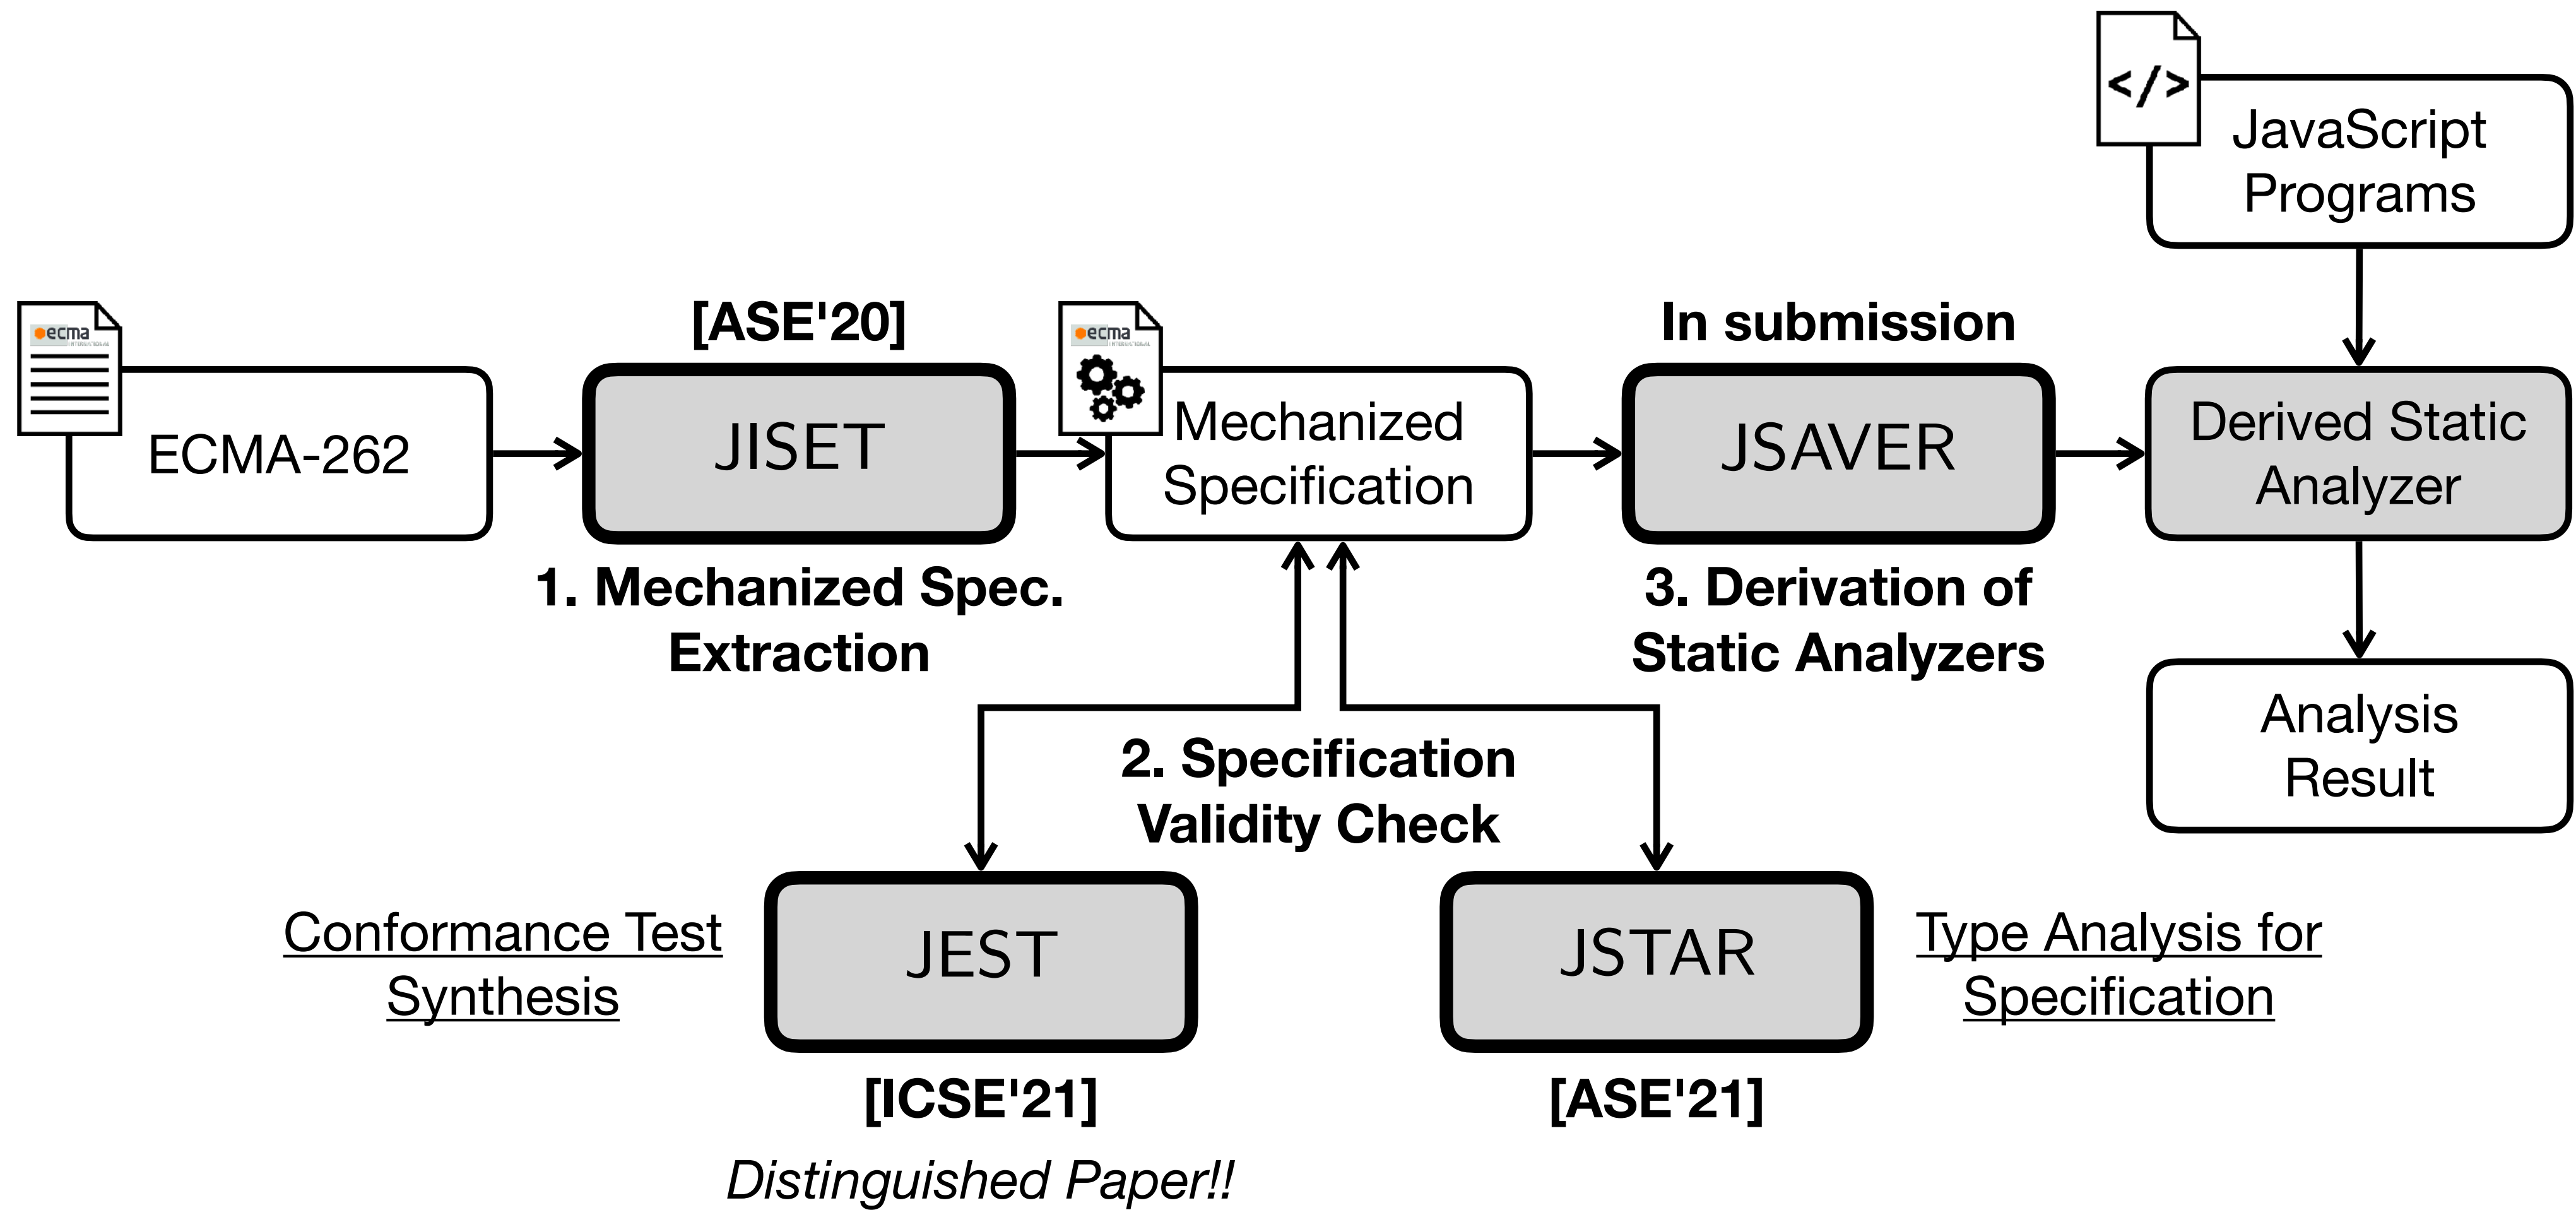 </>
JavaScript
Programs
ecma
[ASE'20]
ecma
In submission
ECMA-262
JISET
Mechanized
Specification
JSAVER
Derived Static
Analyzer
1. Mechanized Spec.
Extraction
3. Derivation of
Static Analyzers
2. Specification
Validity Check
Analysis
Result
Conformance Test
Synthesis
JEST
JSTAR
Type Analysis for
Specification
[ICSE'21]
[ASE'21]
Distinguished Paper!!